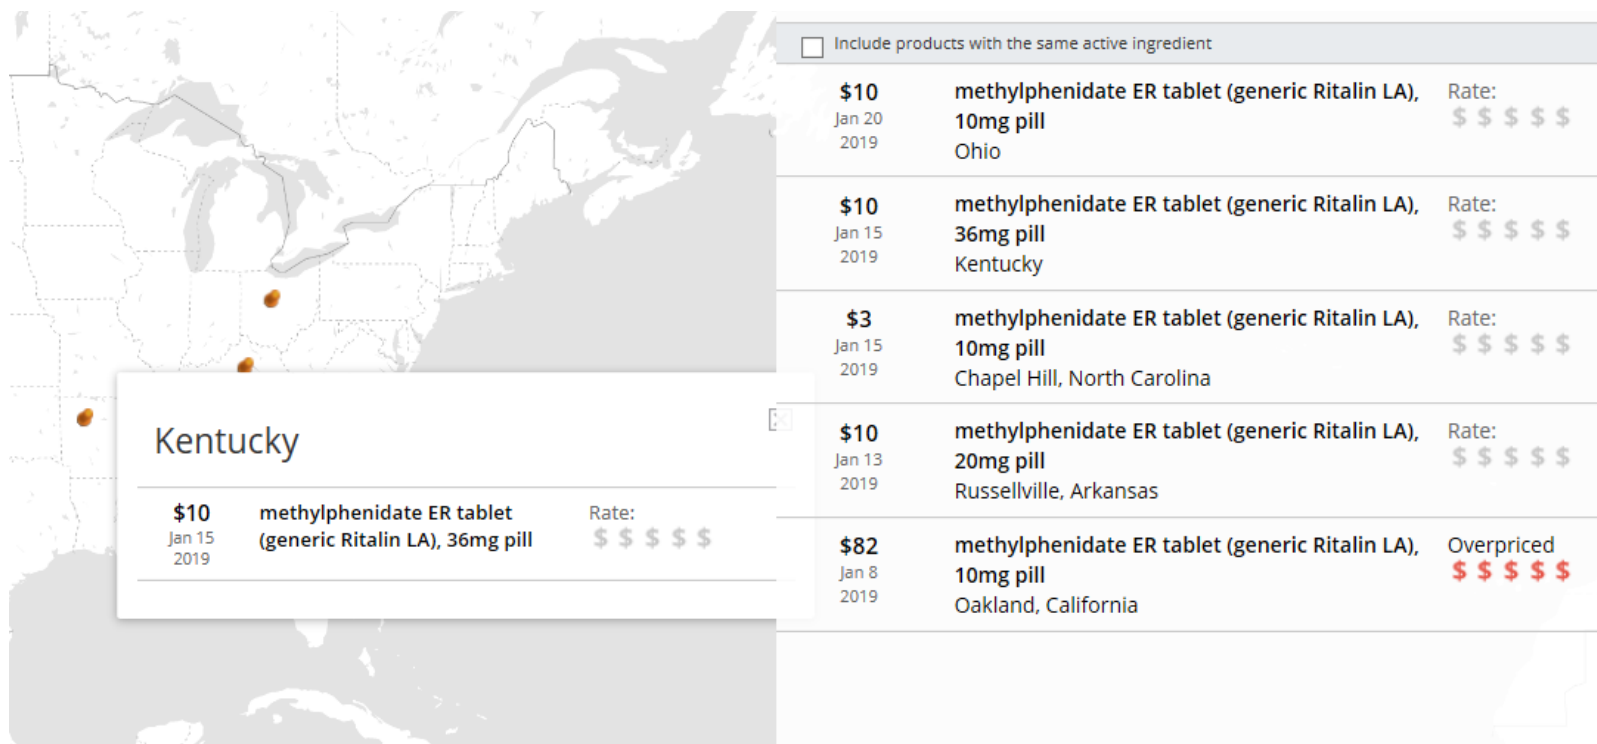 Include products with the same active ingredient
$10
Jan 20
2019
methylphenidate ER tablet (generic Ritalin LA),
10mg pill
Ohio
Rate:
$ $ $ $ $
$10
Jan 15
2019
methylphenidate ER tablet (generic Ritalin LA),
36mg pill
Kentucky
Rate:
$ $ $ $ $
$3
Jan 15
2019
methylphenidate ER tablet (generic Ritalin LA),
10mg pill
Chapel Hill, North Carolina
Rate:
$ $ $ $ $
$10
Jan 13
2019
methylphenidate ER tablet (generic Ritalin LA),
20mg pill
Russellville, Arkansas
Rate:
$ $ $ $ $
$82
Jan 8
2019
methylphenidate ER tablet (generic Ritalin LA),
10mg pill
Oakland, California
Overpriced
$ $ $ $ $
Kentucky
$10
Jan 15
2019
methylphenidate ER tablet
(generic Ritalin LA), 36mg pill
Rate:
$ $ $ $ $